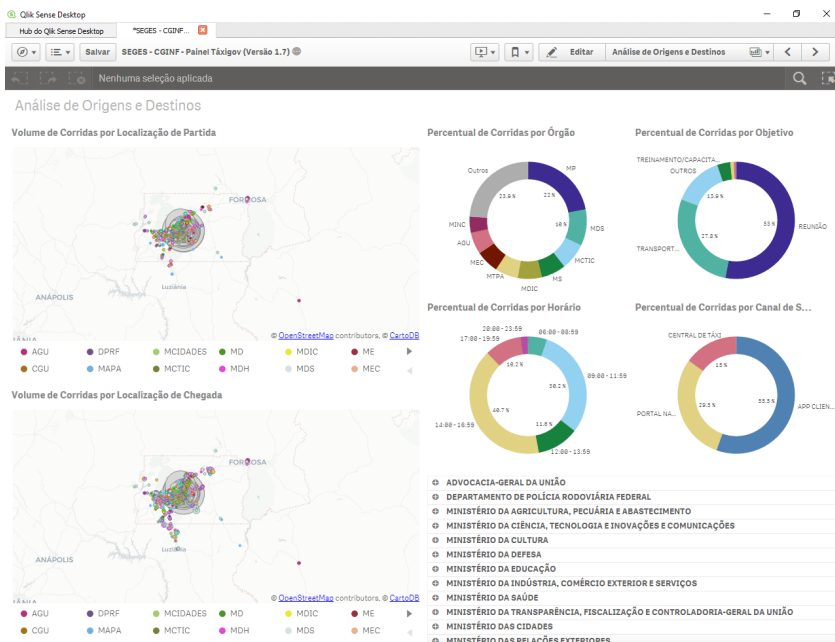 Qlik Sense Desktop
Hub do Qlik Sense Desktop
*SEGES - CGINF...
Salvar
SEGES - CGINF - Painel Táxigov (Versão 1.7)
Editar
Análise de Origens e Destinos
Nenhuma seleção aplicada
Análise de Origens e Destinos
Volume de Corridas por Localização de Partida
FORMOSA
Luziânia
ANÁPOLIS
© OpenStreetMap contributors, © CartoDB
AGU
DPRF
MCIDADES
MD
MDIC
ME
CGU
MAPA
MCTIC
MDH
MDS
MEC
Volume de Corridas por Localização de Chegada
FORMOSA
Luziânia
ANÁPOLIS
© OpenStreetMap contributors, © CartoDB
AGU
DPRF
MCIDADES
MD
MDIC
ME
CGU
MAPA
MCTIC
MDH
MDS
MEC
Percentual de Corridas por Órgão
Outros
MP
23.9%
22%
MINC
10%
MDS
AGU
MEC
MCTIC
MTPA
MS
MDIC
Percentual de Corridas por Objetivo
TREINAMENTO/CAPACITA...
OUTROS
13.9%
53%
REUNIÃO
27.8%
TRANSPORT...
Percentual de Corridas por Horário
20:00-23:59
06:00-08:59
17:00-19:59
10.2%
30.2%
09:00-11:59
40.7%
11.6%
14:00-16:59
12:00-13:59
Percentual de Corridas por Canal de S...
CENTRAL DE TÁXI
15%
PORTAL NA...
29.5%
55.5%
APP CLIEN...
ADVOCACIA-GERAL DA UNIÃO
DEPARTAMENTO DE POLÍCIA RODOVIÁRIA FEDERAL
MINISTÉRIO DA AGRICULTURA, PECUÁRIA E ABASTECIMENTO
MINISTÉRIO DA CIÊNCIA, TECNOLOGIA E INOVAÇÕES E COMUNICAÇÕES
MINISTÉRIO DA CULTURA
MINISTÉRIO DA DEFESA
MINISTÉRIO DA EDUCAÇÃO
MINISTÉRIO DA INDÚSTRIA, COMÉRCIO EXTERIOR E SERVIÇOS
MINISTÉRIO DA SAÚDE
MINISTÉRIO DA TRANSPARÊNCIA, FISCALIZAÇÃO E CONTROLADORIA-GERAL DA UNIÃO
MINISTÉRIO DAS CIDADES
MINISTÉRIO DAS RELAÇÕES EXTERIORES